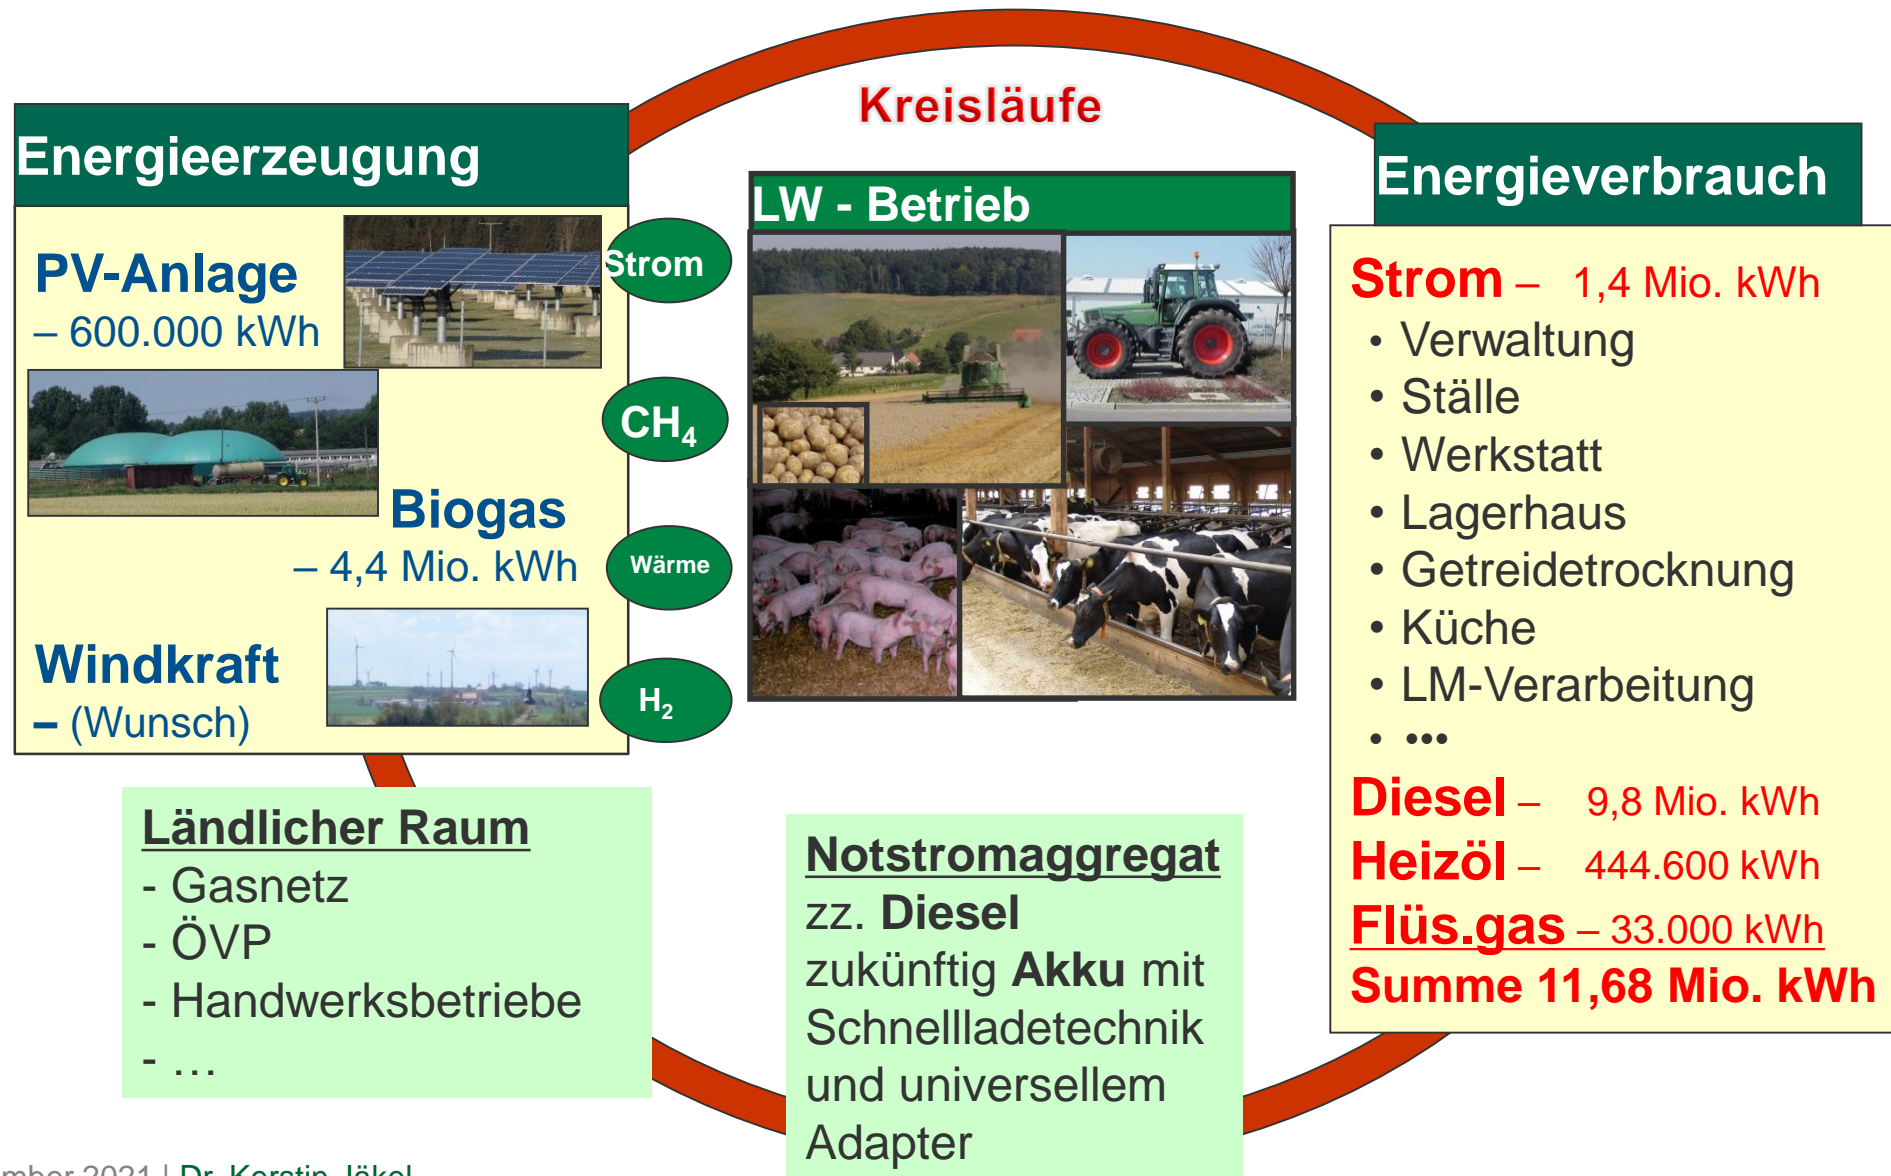 Kreisläufe
Energieerzeugung
PV-Anlage
– 600.000 kWh
Biogas
– 4,4 Mio. kWh
Windkraft
– (Wunsch)
Strom
CH₄
Wärme
H₂
LW - Betrieb
Energieverbrauch
Strom – 1,4 Mio. kWh
• Verwaltung
• Ställe
• Werkstatt
• Lagerhaus
• Getreidetrocknung
• Küche
• LM-Verarbeitung
• •••
Diesel – 9,8 Mio. kWh
Heizöl – 444.600 kWh
Flüs.gas – 33.000 kWh
Summe 11,68 Mio. kWh
Ländlicher Raum
- Gasnetz
- ÖVP
- Handwerksbetriebe
- …
Notstromaggregat
zz. Diesel
zukünftig Akku mit
Schnellladetechnik
und universellem
Adapter
2021 | Dr. Kerstin Jäkel